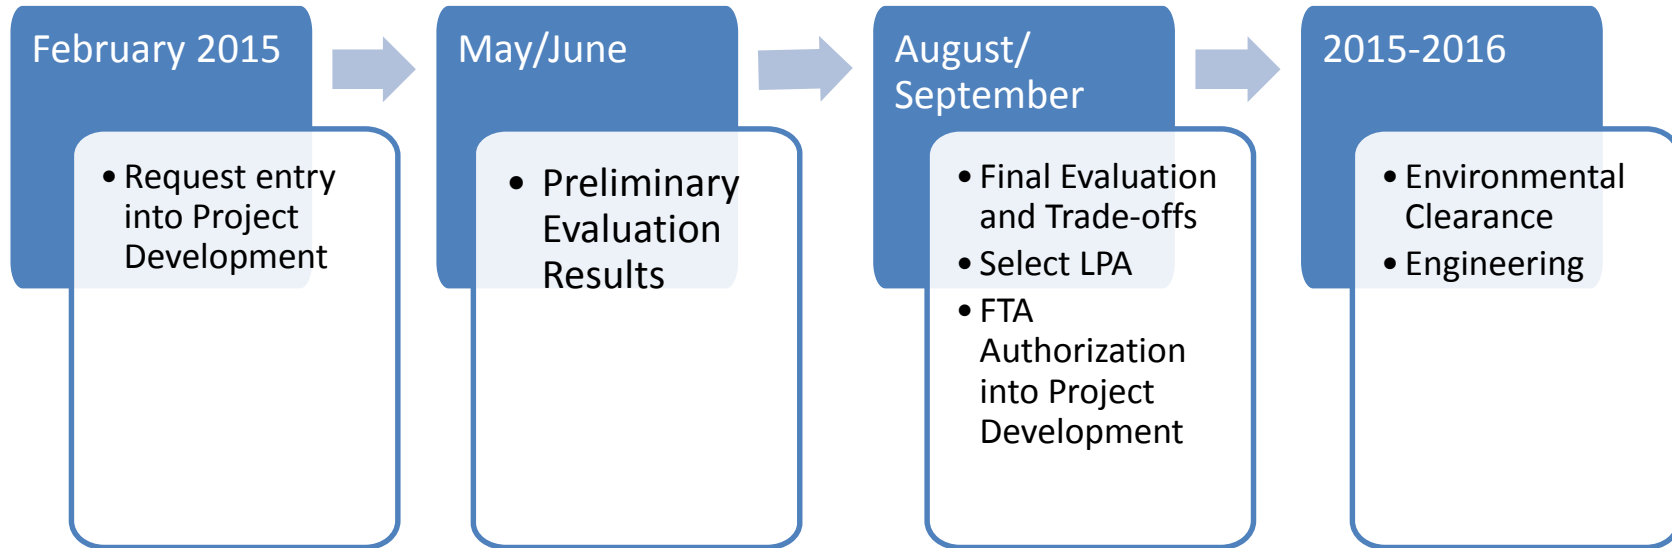 February 2015
• Request entry
into Project
Development
May/June
• Preliminary
Evaluation
Results
August/
September
• Final Evaluation
and Trade-offs
• Select LPA
• FTA
Authorization
into Project
Development
2015-2016
• Environmental
Clearance
• Engineering